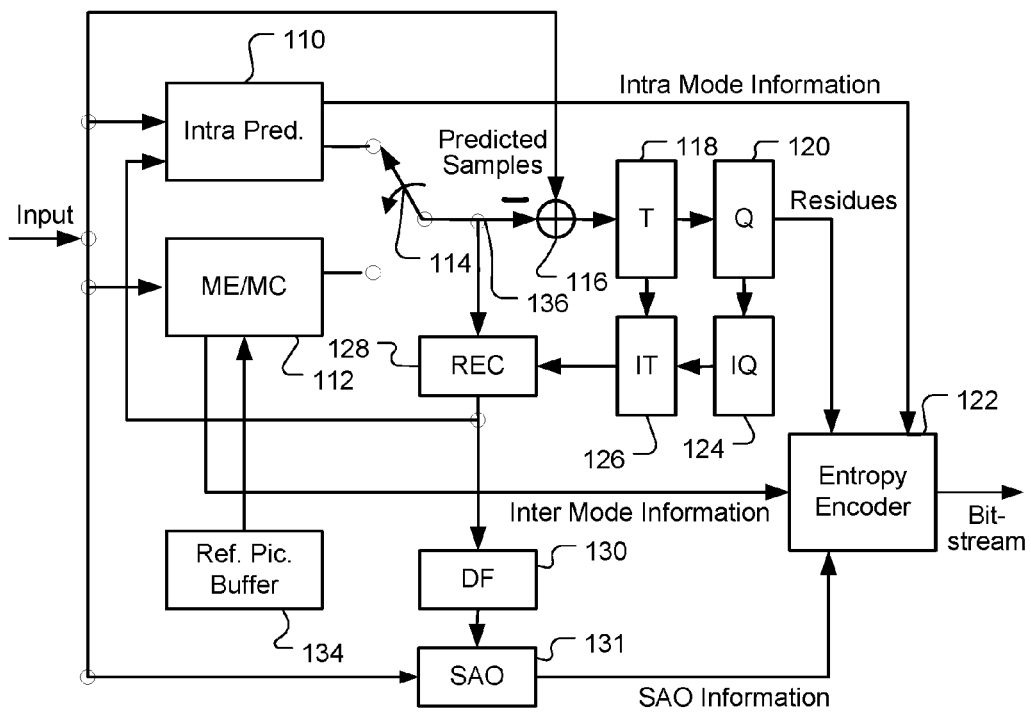 110
Intra Mode Information
Intra Pred.
Predicted
Samples
118
120
Residues
Input
T
Q
114
116
ME/MC
136
128
112
REC
IT
IQ
122
126
124
Entropy
Encoder
Inter Mode Information
Bit-
stream
Ref. Pic.
Buffer
130
DF
134
131
SAO
SAO Information